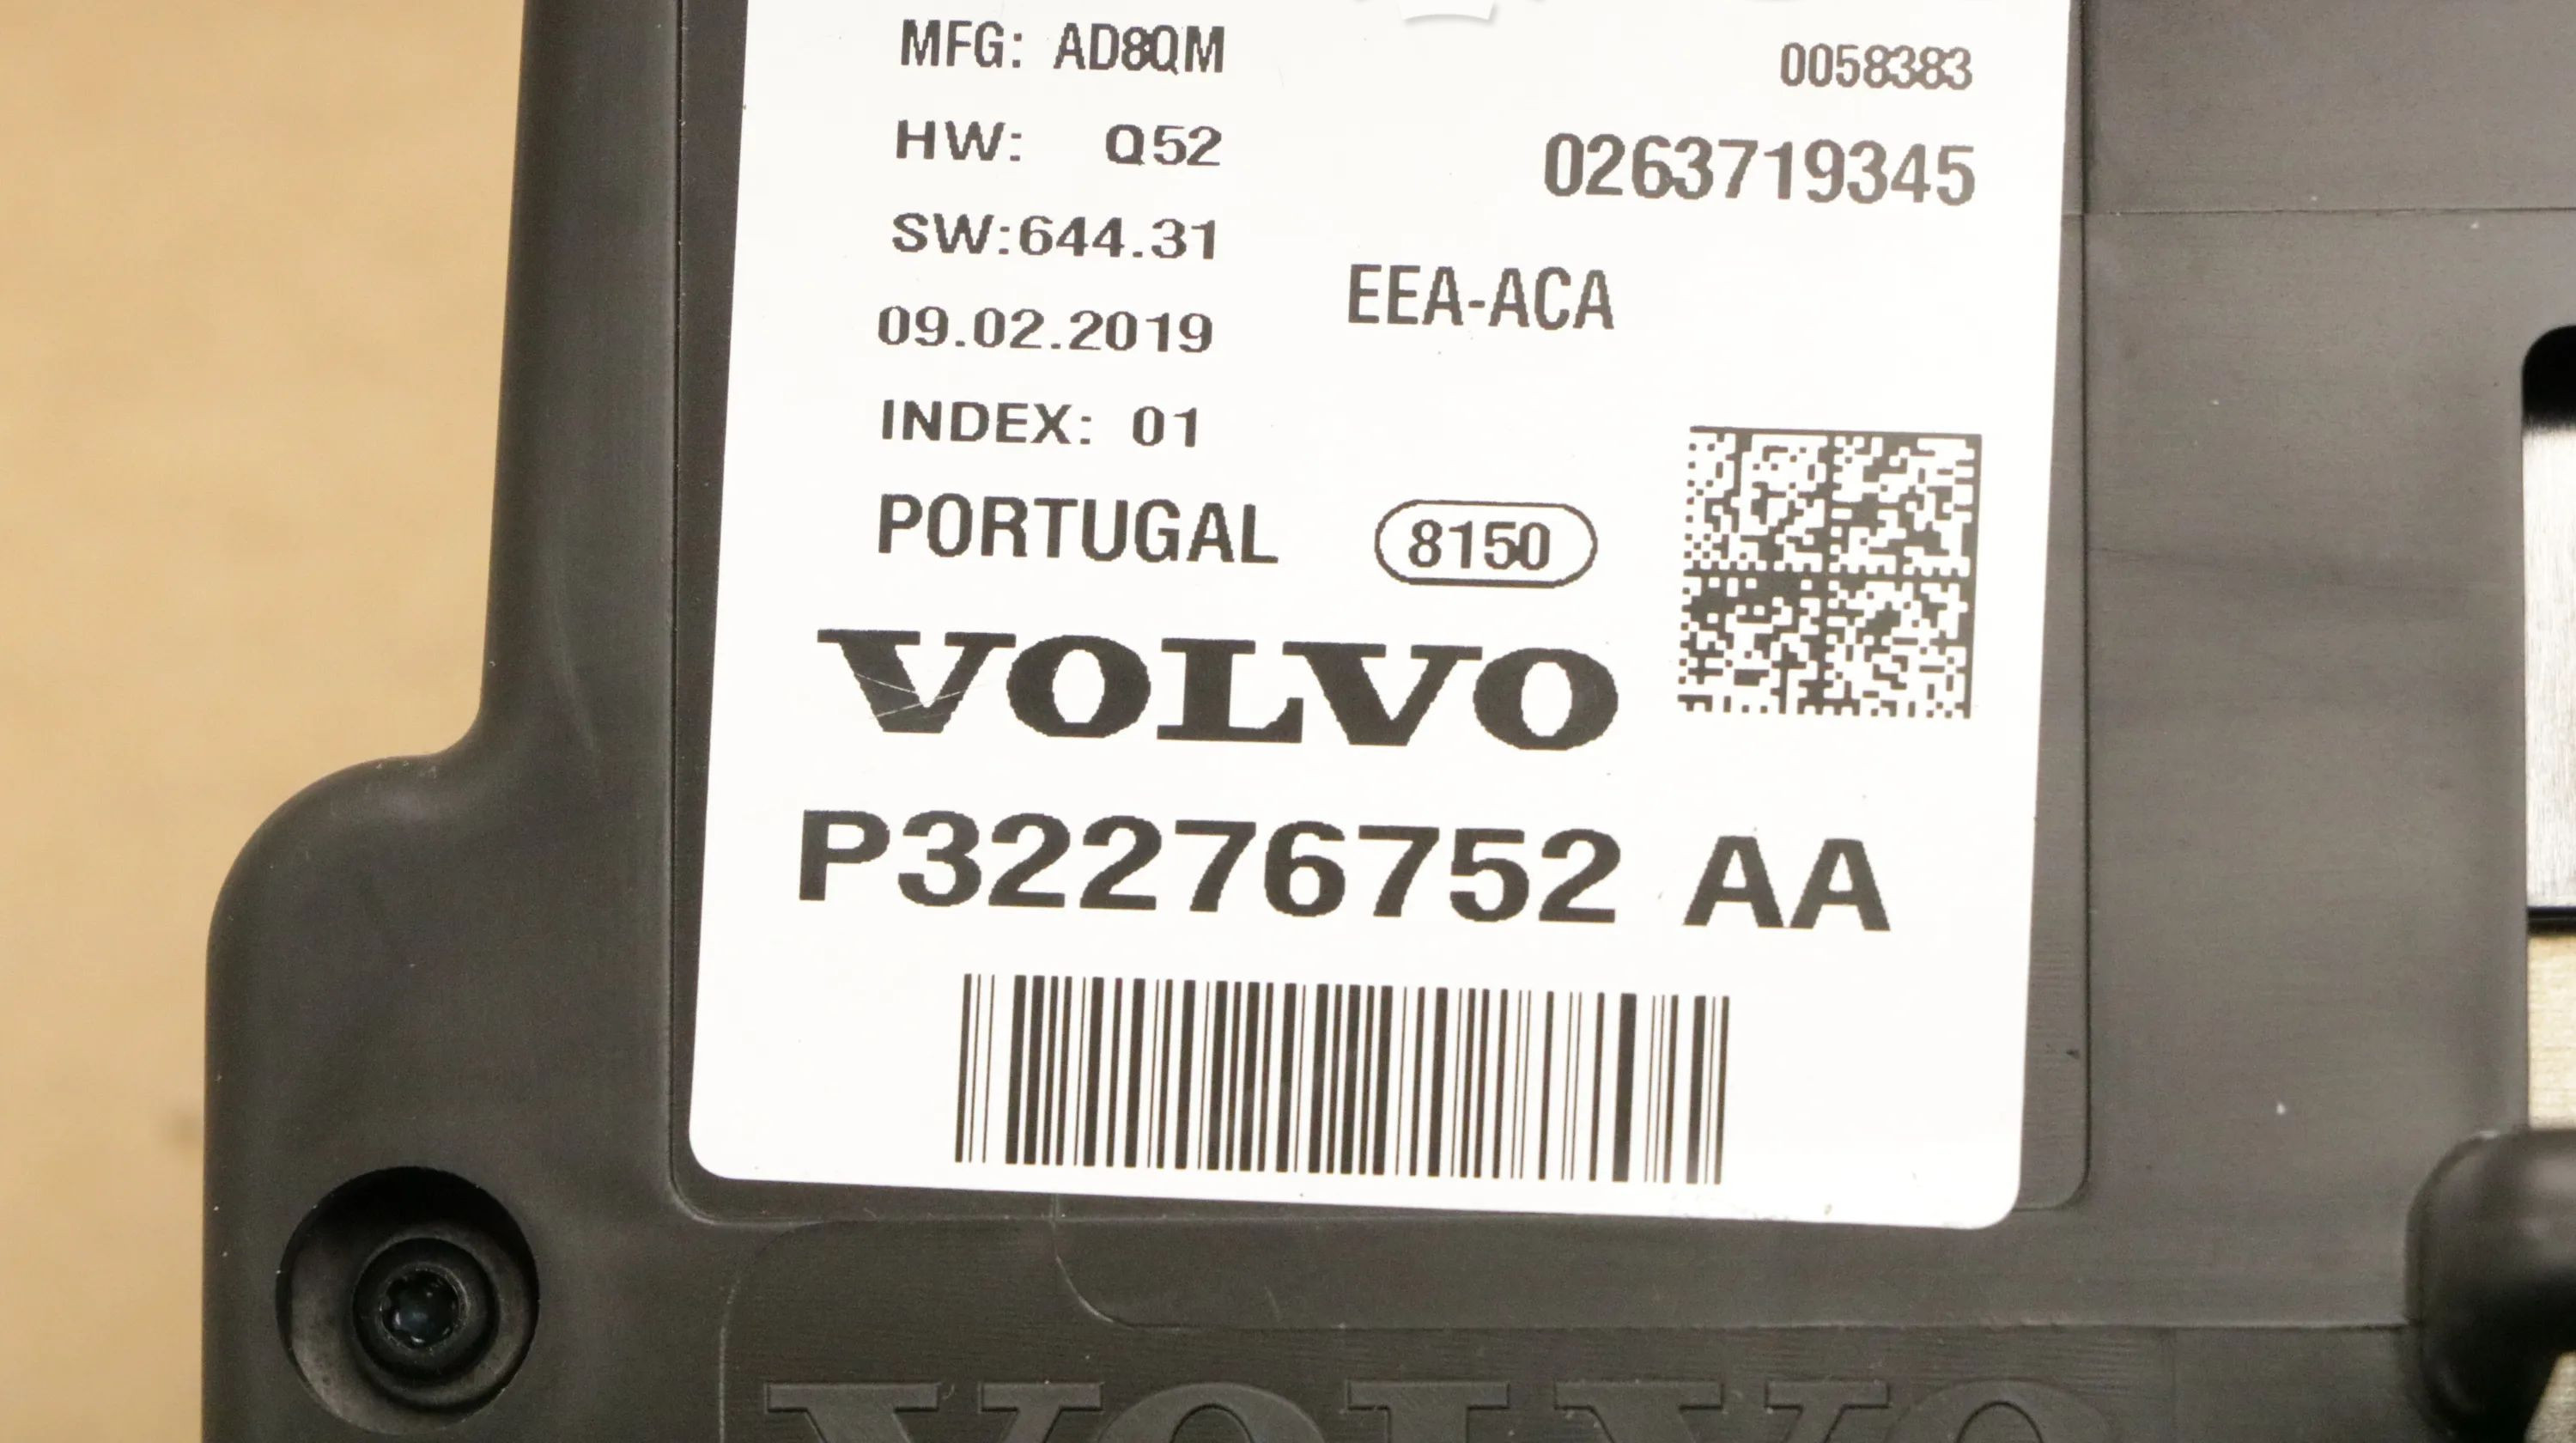 MFG: AD8QM
0058383
HW: Q52
0263719345
SW:644.31
EEA-ACA
09.02.2019
INDEX: 01
PORTUGAL
8150
VOLVO
P32276752 AA
VOLVO